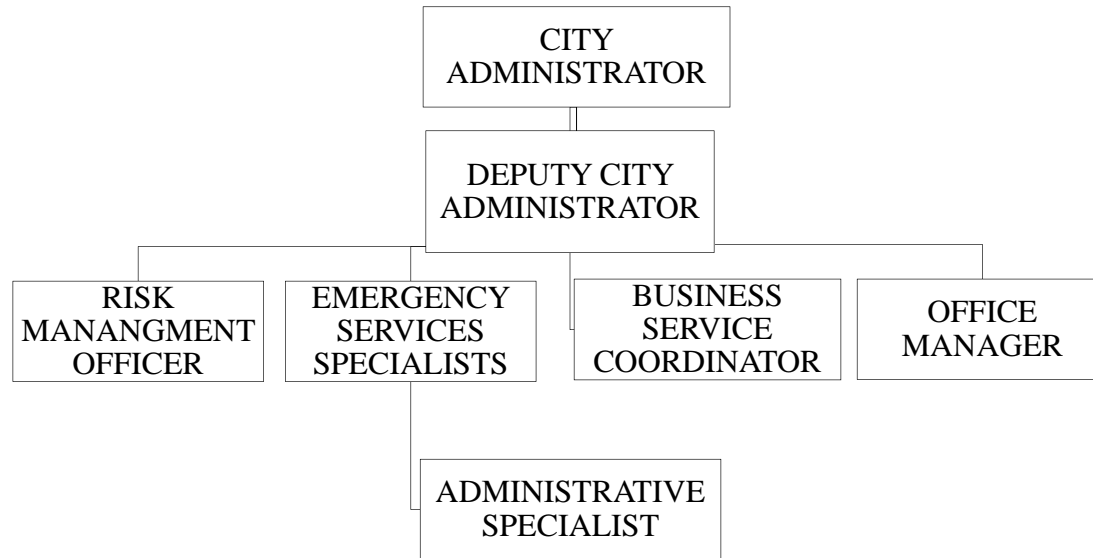 CITY
ADMINISTRATOR
DEPUTY CITY
ADMINISTRATOR
RISK
MANANGMENT
OFFICER
EMERGENCY
SERVICES
SPECIALISTS
BUSINESS
SERVICE
COORDINATOR
OFFICE
MANAGER
ADMINISTRATIVE
SPECIALIST